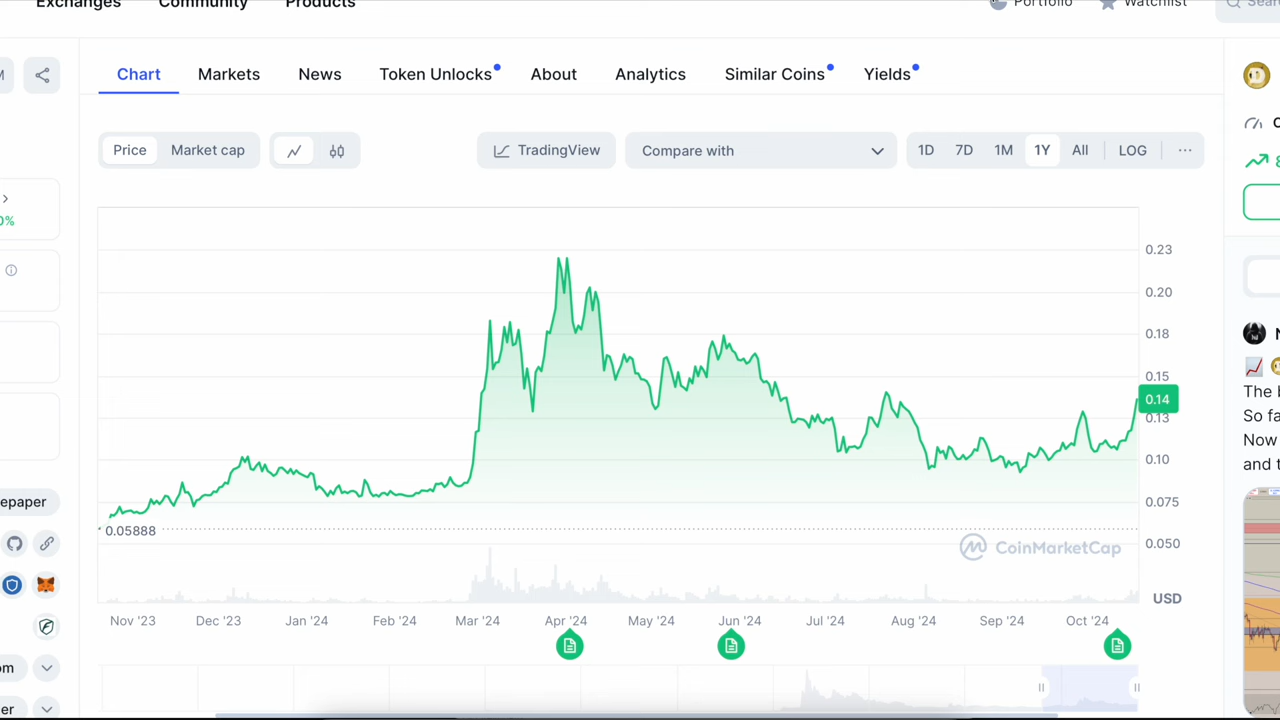 Exchanges Community Products Portfolio Watchlist Sear
Chart Markets News Token Unlocks About Analytics Similar Coins Yields
Price Market cap TradingView Compare with 1D 7D 1M 1Y All LOG ...
0%
0.23
0.20
0.18
0.15
0.14
0.13
0.10
0.075
0.05888
0.050
CoinMarketCap
USD
Nov '23 Dec '23 Jan '24 Feb '24 Mar '24 Apr '24 May '24 Jun '24 Jul '24 Aug '24 Sep '24 Oct '24
epaper
om
er
The b
So fa
Now
and t